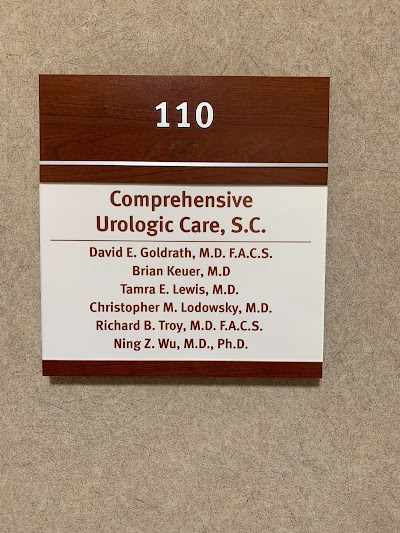 110
Comprehensive
Urologic Care, S.C.
David E. Goldrath, M.D. F.A.C.S.
Brian Keuer, M.D
Tamra E. Lewis, M.D.
Christopher M. Lodowsky, M.D.
Richard B. Troy, M.D. F.A.C.S.
Ning Z. Wu, M.D., Ph.D.